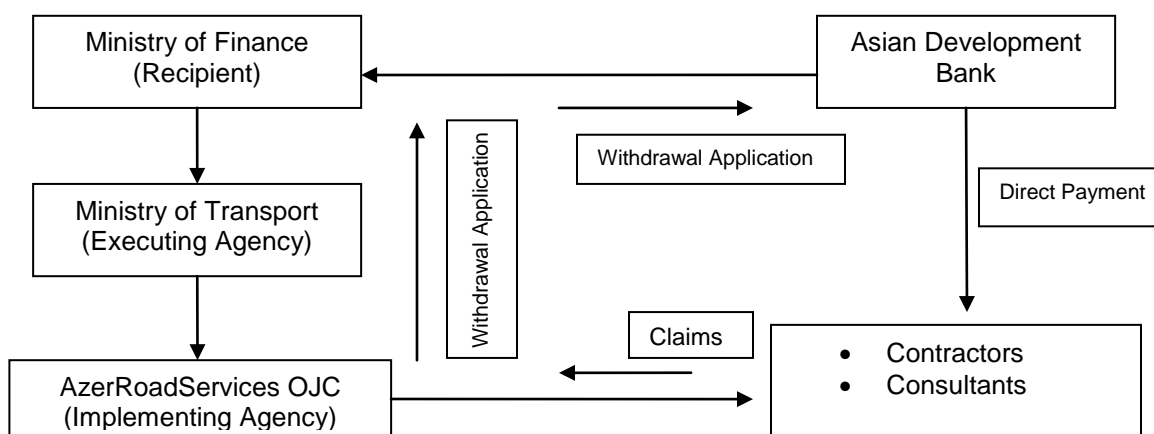 Ministry of Finance
(Recipient)
Asian Development
Bank
Withdrawal Application
Withdrawal Application
Ministry of Transport
(Executing Agency)
Direct Payment
Claims
AzerRoadServices OJC
(Implementing Agency)
• Contractors
• Consultants